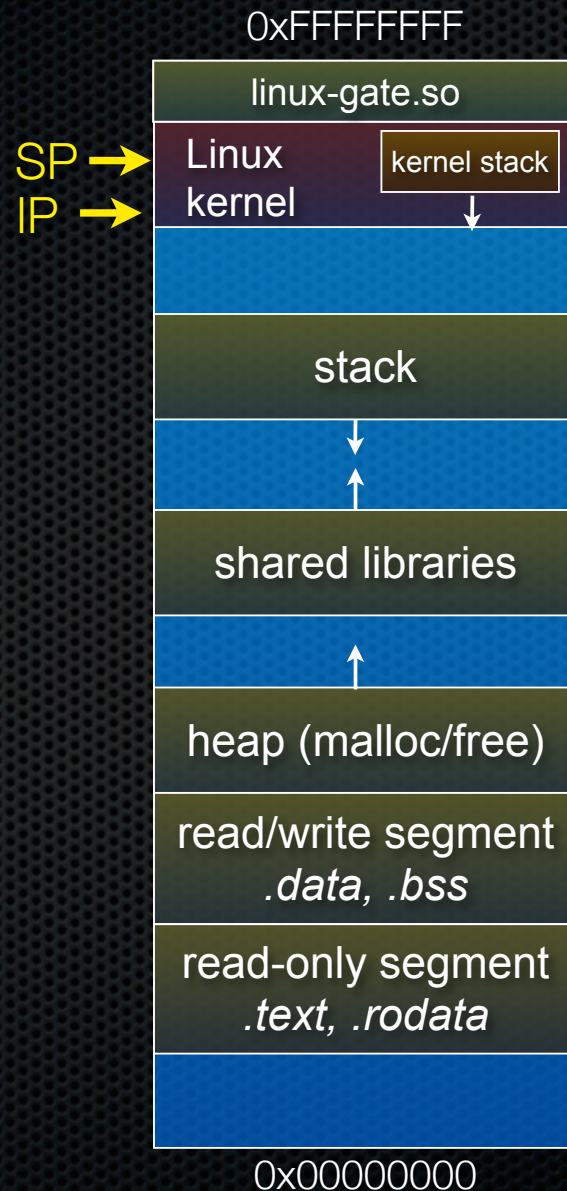 0xFFFFFFFF
linux-gate.so
SP
Linux
kernel
kernel stack
IP
stack
shared libraries
heap (malloc/free)
read/write segment
.data, .bss
read-only segment
.text, .rodata
0x00000000